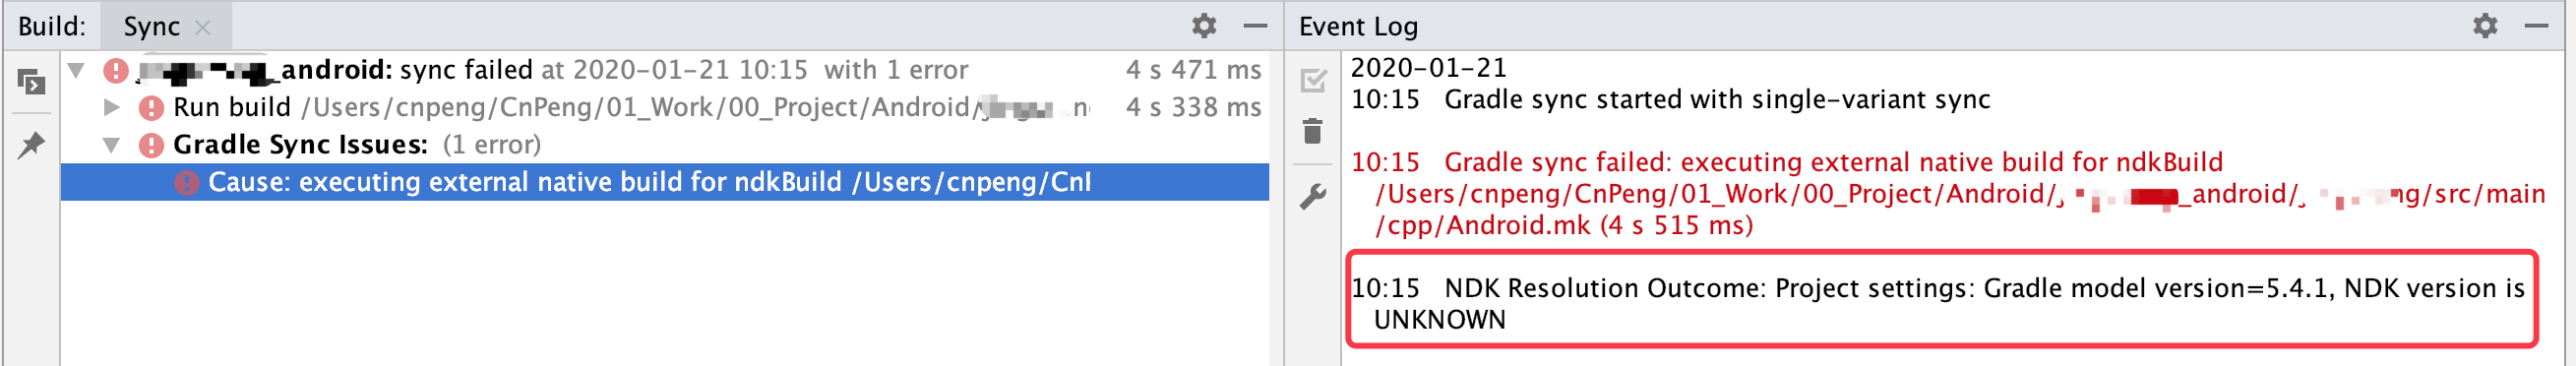 Build: Sync
_android: sync failed at 2020-01-21 10:15 with 1 error 4 s 471 ms
Run build /Users/cnpeng/CnPeng/01_Work/00_Project/Android/ 4 s 338 ms
Gradle Sync Issues: (1 error)
Cause: executing external native build for ndkBuild /Users/cnpeng/CnP
Event Log
2020-01-21
10:15 Gradle sync started with single-variant sync
10:15 Gradle sync failed: executing external native build for ndkBuild
/Users/cnpeng/CnPeng/01_Work/00_Project/Android/ _android/ ng/src/main
/cpp/Android.mk (4 s 515 ms)
10:15 NDK Resolution Outcome: Project settings: Gradle model version=5.4.1, NDK version is
UNKNOWN